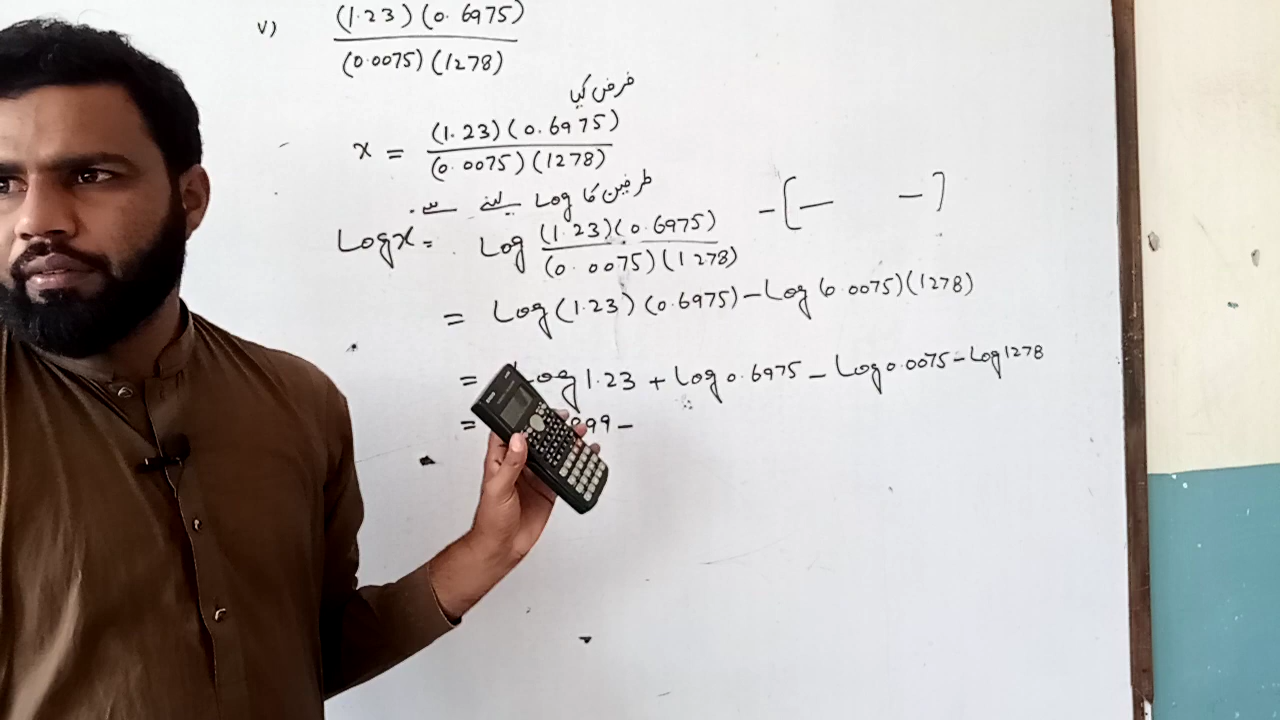 v) (1.23)(0.6975)
(0.0075)(1278)
فرض کیا
x = (1.23)(0.6975)
(0.0075)(1278)
طرفین کا Log لینے سے۔
Logx = Log (1.23)(0.6975) - [— —]
(0.0075)(1278)
= Log(1.23)(0.6975)-Log(0.0075)(1278)
= Log 1.23 + Log 0.6975 - Log 0.0075 - Log 1278
= 899 -